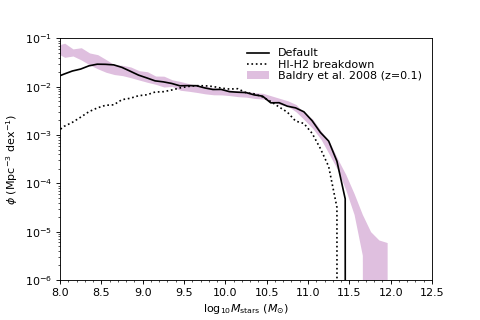 10⁻¹
10⁻²
10⁻³
10⁻⁴
10⁻⁵
10⁻⁶
ϕ (Mpc⁻³ dex⁻¹)
Default
HI-H2 breakdown
Baldry et al. 2008 (z=0.1)
8.0 8.5 9.0 9.5 10.0 10.5 11.0 11.5 12.0 12.5
log₁₀M_stars (M_⊙)